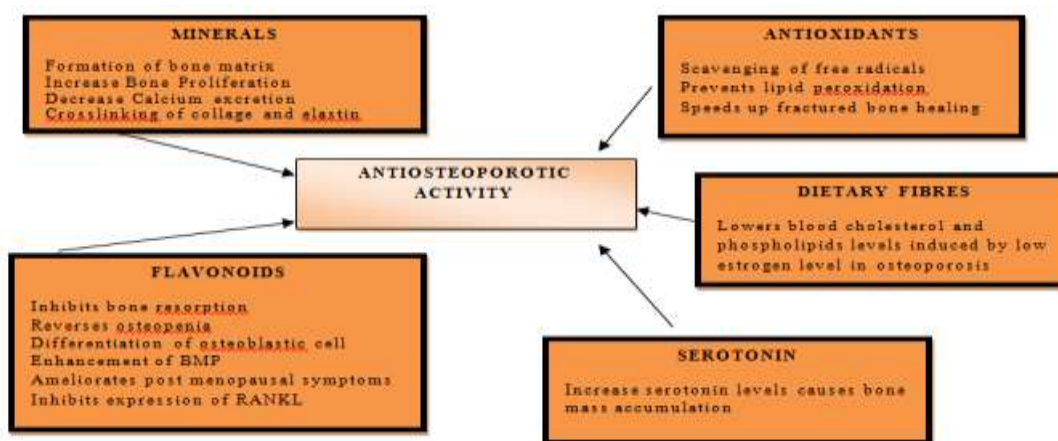 MINERALS
Formation of bone matrix
Increase Bone Proliferation
Decrease Calcium excretion
Crosslinking of collage and elastin
ANTIOXIDANTS
Scavenging of free radicals
Prevents lipid peroxidation
Speeds up fractured bone healing
ANTIOSTEOPOROTIC
ACTIVITY
DIETARY FIBRES
Lowers blood cholesterol and
phospholipids levels induced by low
estrogen level in osteoporosis
FLAVONOIDS
Inhibits bone resorption
Reverses osteopenia
Differentiation of osteoblastic cell
Enhancement of BMP
Ameliorates post menopausal symptoms
Inhibits expression of RANKL
SEROTONIN
Increase serotonin levels causes bone
mass accumulation